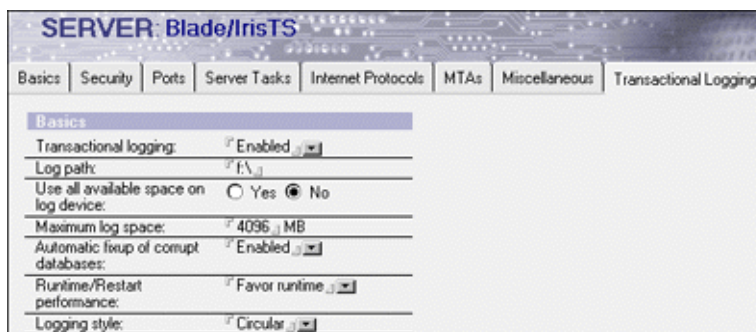 SERVER: Blade/IrisTS
Basics Security Ports Server Tasks Internet Protocols MTAs Miscellaneous Transactional Logging
Basics
Transactional logging: Enabled
Log path: f:\
Use all available space on Yes No
log device:
Maximum log space: 4096 MB
Automatic fixup of corrupt Enabled
databases:
Runtime/Restart Favor runtime
performance:
Logging style: Circular